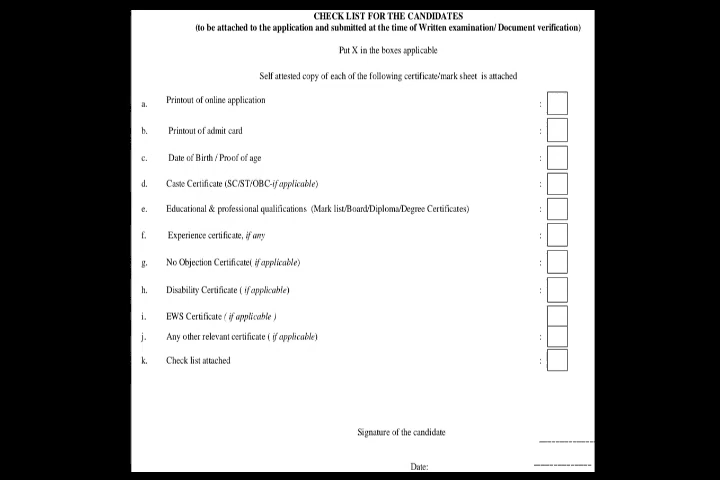 CHECK LIST FOR THE CANDIDATES
(to be attached to the application and submitted at the time of Written examination/ Document verification)
Put X in the boxes applicable
Self attested copy of each of the following certificate/mark sheet is attached
a. Printout of online application :
b. Printout of admit card :
c. Date of Birth / Proof of age :
d. Caste Certificate (SC/ST/OBC-if applicable) :
e. Educational & professional qualifications (Mark list/Board/Diploma/Degree Certificates) :
f. Experience certificate, if any :
g. No Objection Certificate( if applicable) :
h. Disability Certificate ( if applicable) :
i. EWS Certificate ( if applicable )
j. Any other relevant certificate ( if applicable) :
k. Check list attached :
Signature of the candidate
Date: